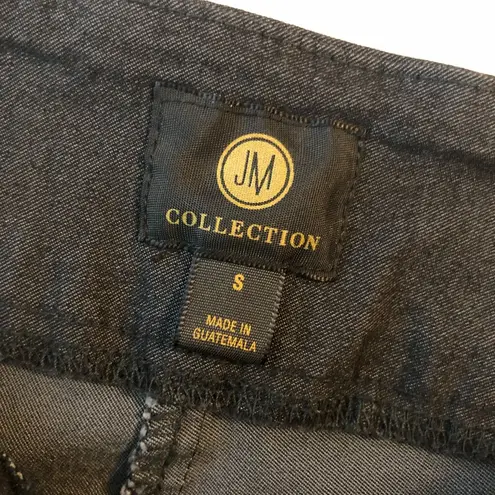 JM
COLLECTION
S
MADE IN
GUATEMALA